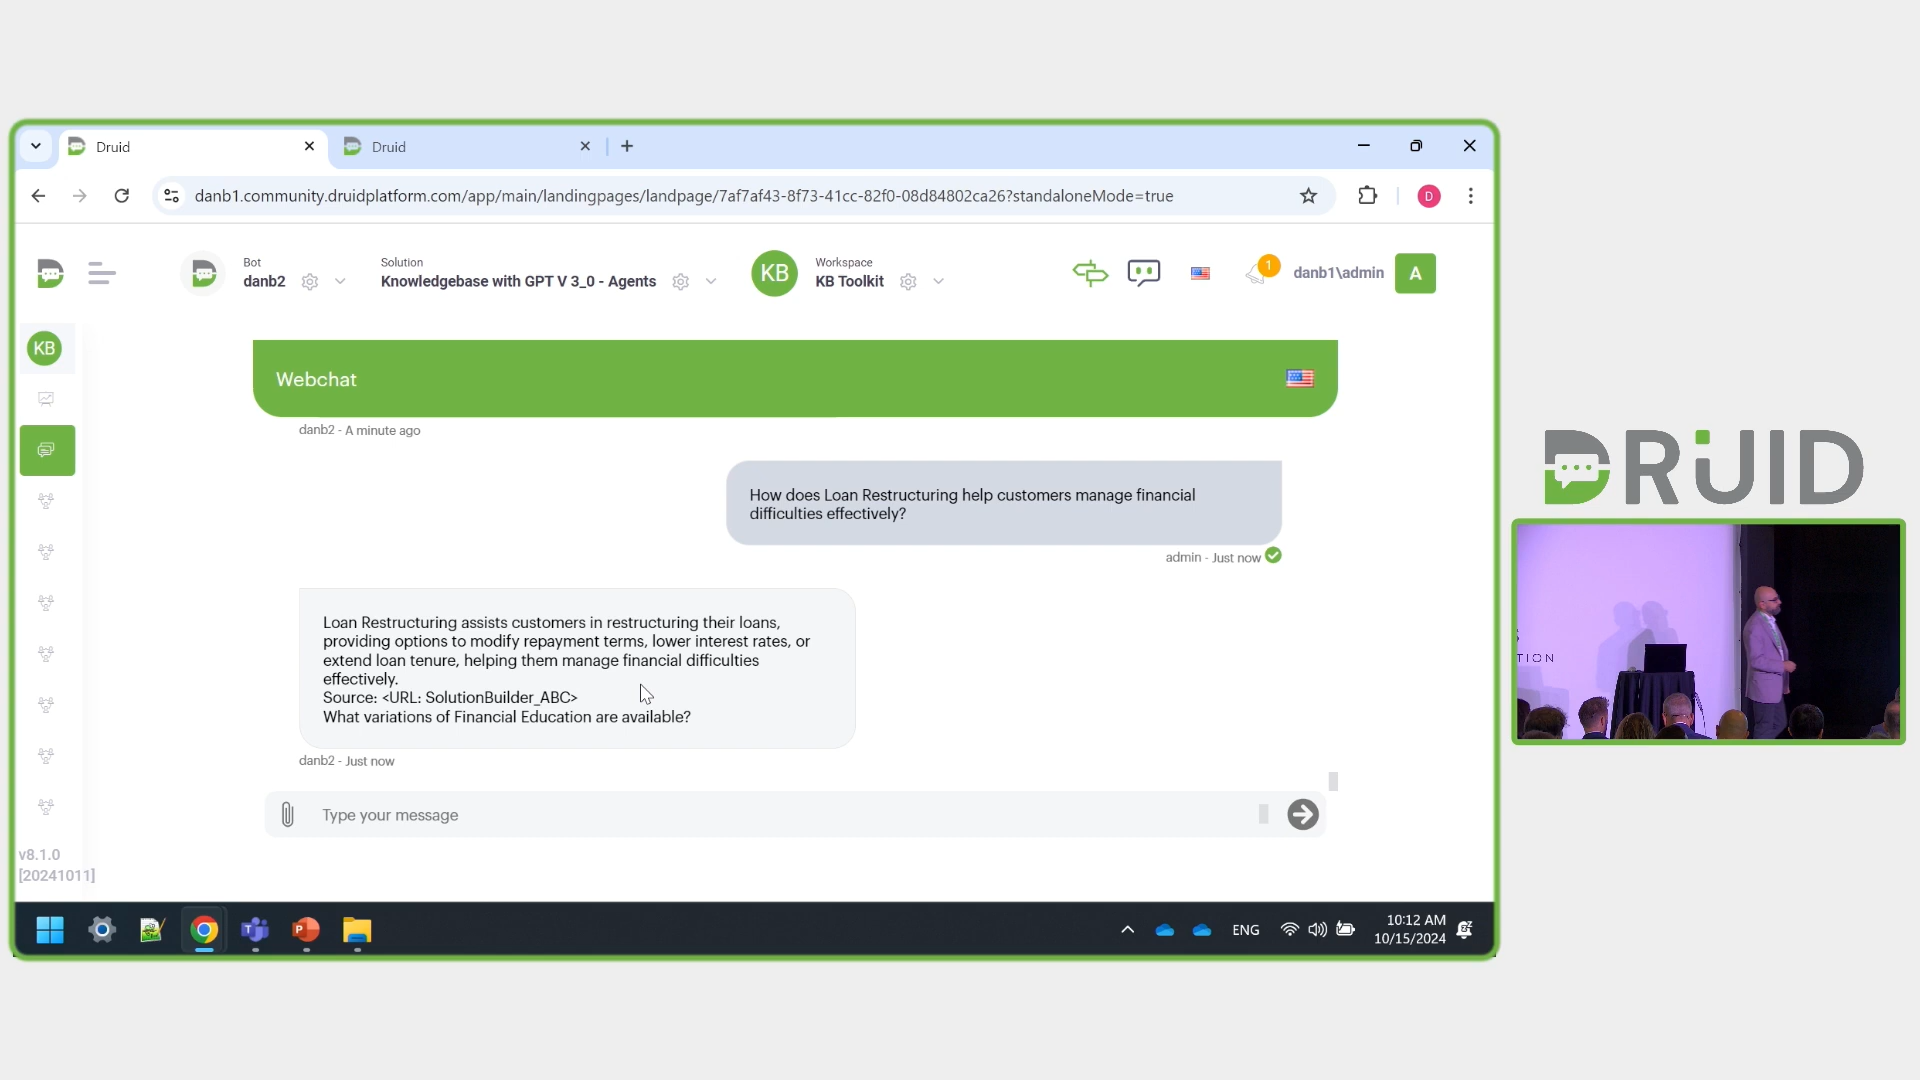 Druid
Druid
danb1.community.druidplatform.com/app/main/landingpages/landpage/7af7af43-8f73-41cc-82f0-08d84802ca26?standaloneMode=true
D
Bot
danb2
Solution
Knowledgebase with GPT V 3_0 - Agents
KB
Workspace
KB Toolkit
1
danb1\admin
A
KB
Webchat
danb2 - A minute ago
How does Loan Restructuring help customers manage financial
difficulties effectively?
admin - Just now
Loan Restructuring assists customers in restructuring their loans,
providing options to modify repayment terms, lower interest rates, or
extend loan tenure, helping them manage financial difficulties
effectively.
Source: <URL: SolutionBuilder_ABC>
What variations of Financial Education are available?
danb2 - Just now
Type your message
v8.1.0
[20241011]
ENG
10:12 AM
10/15/2024
DRUID
S
TION